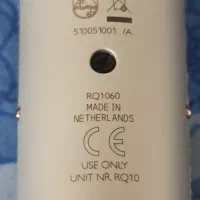 510051001 /A
RQ1060
MADE IN
NETHERLANDS
CE
USE ONLY
UNIT NR. RQ10